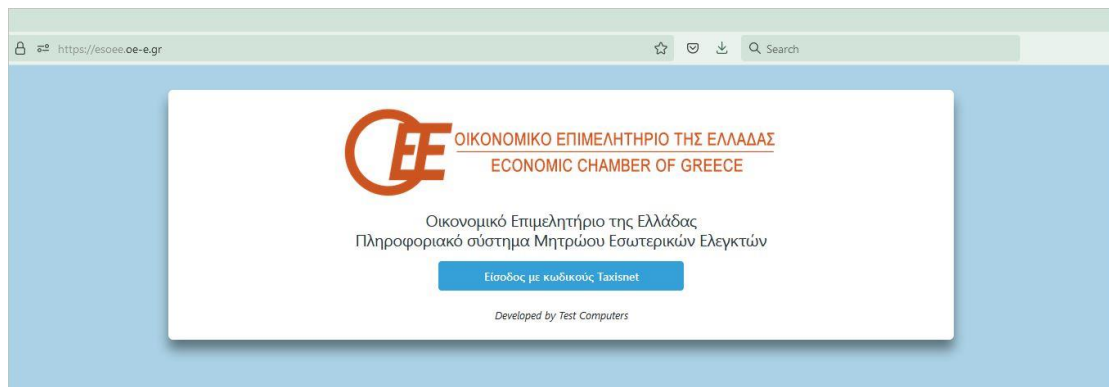 https://esoee.oe-e.gr
Search
ΟΕΕ
ΟΙΚΟΝΟΜΙΚΟ ΕΠΙΜΕΛΗΤΗΡΙΟ ΤΗΣ ΕΛΛΑΔΑΣ
ECONOMIC CHAMBER OF GREECE
Οικονομικό Επιμελητήριο της Ελλάδας
Πληροφοριακό σύστημα Μητρώου Εσωτερικών Ελεγκτών
Είσοδος με κωδικούς Taxisnet
Developed by Test Computers